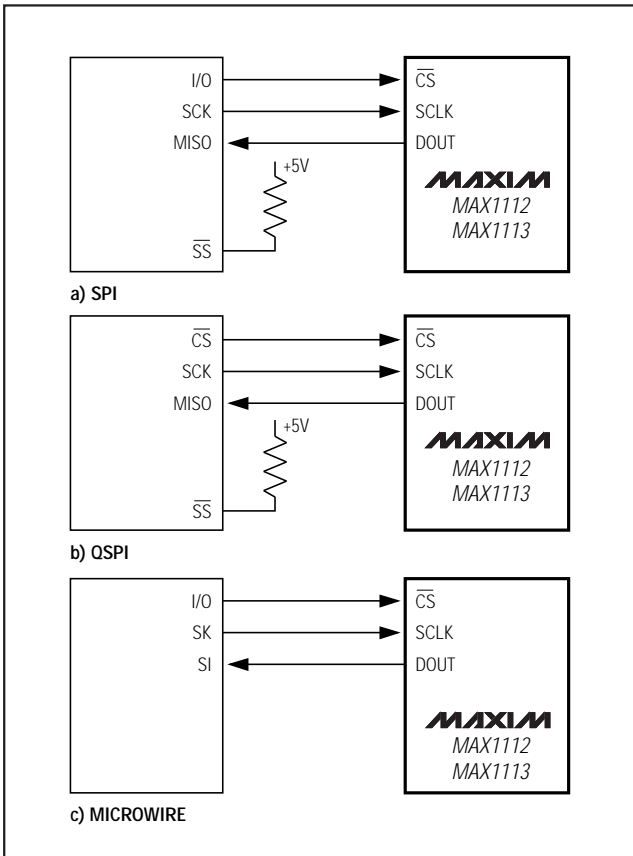 I/O
CS
SCK
SCLK
MISO
DOUT
+5V
MAXIM
MAX1112
MAX1113
SS
a) SPI
CS
CS
SCK
SCLK
MISO
DOUT
+5V
MAXIM
MAX1112
MAX1113
SS
b) QSPI
I/O
CS
SK
SCLK
SI
DOUT
MAXIM
MAX1112
MAX1113
c) MICROWIRE